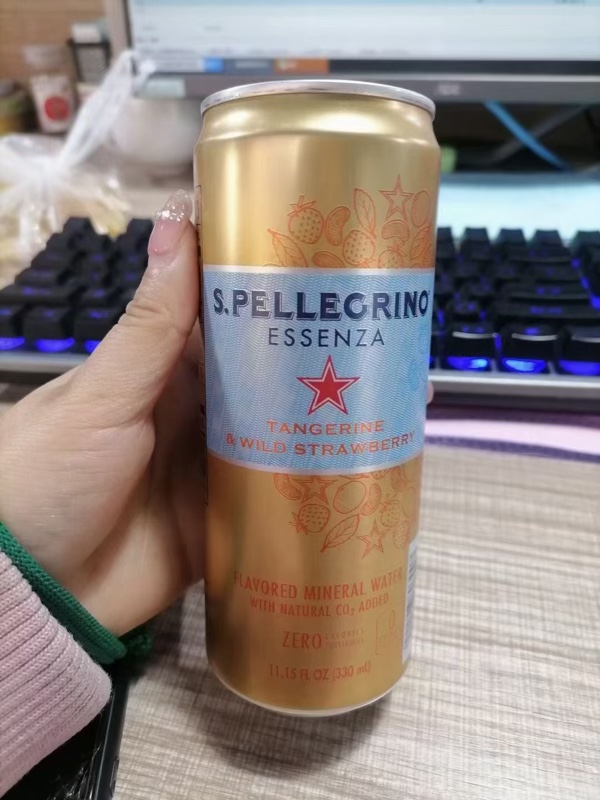 S.PELLEGRINO
ESSENZA
TANGERINE
& WILD STRAWBERRY
FLAVORED MINERAL WATER
WITH NATURAL CO₂ ADDED
ZERO
11.15 FL OZ (330 mL)